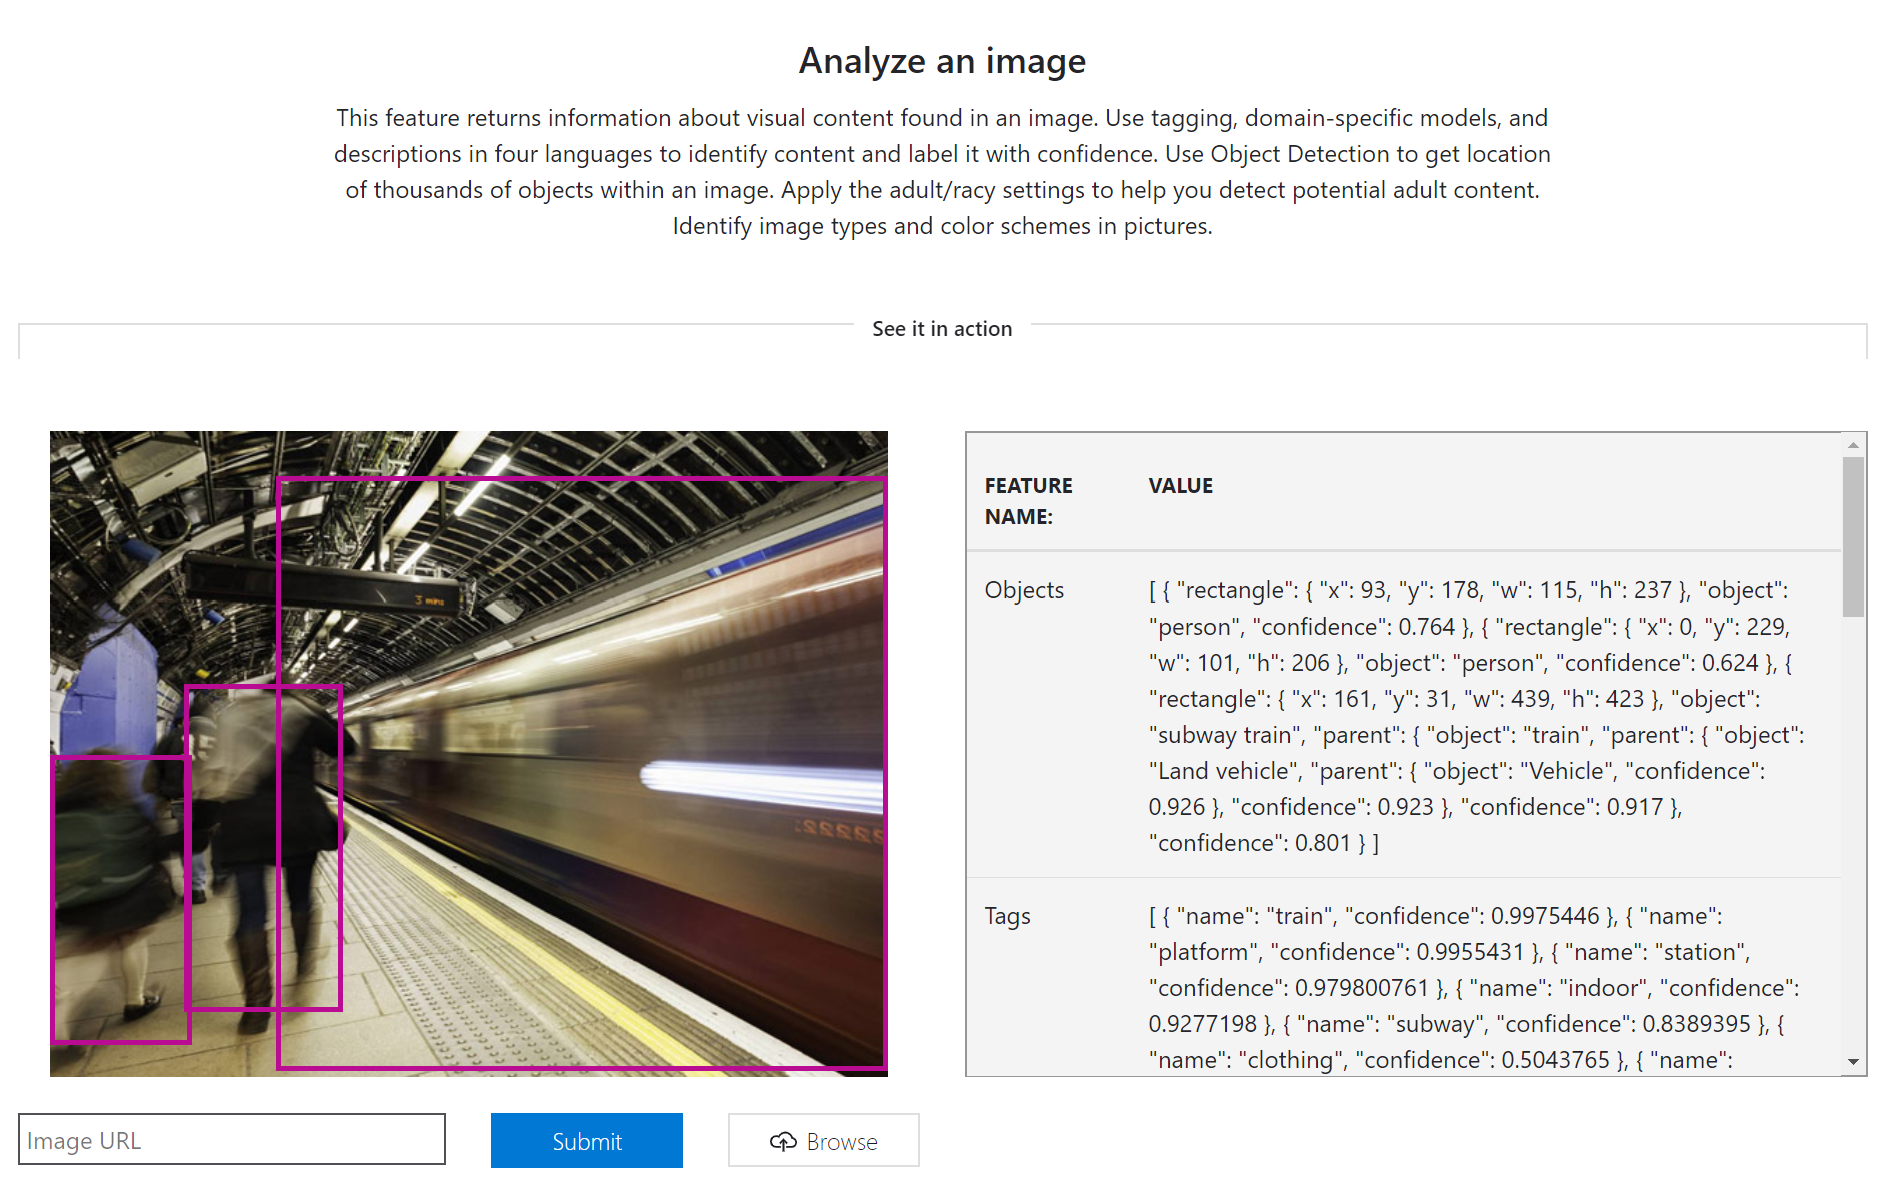 Analyze an image
This feature returns information about visual content found in an image. Use tagging, domain-specific models, and
descriptions in four languages to identify content and label it with confidence. Use Object Detection to get location
of thousands of objects within an image. Apply the adult/racy settings to help you detect potential adult content.
Identify image types and color schemes in pictures.
See it in action
3 mins
FEATURE
NAME:
VALUE
Objects
[ { "rectangle": { "x": 93, "y": 178, "w": 115, "h": 237 }, "object":
"person", "confidence": 0.764 }, { "rectangle": { "x": 0, "y": 229,
"w": 101, "h": 206 }, "object": "person", "confidence": 0.624 }, {
"rectangle": { "x": 161, "y": 31, "w": 439, "h": 423 }, "object":
"subway train", "parent": { "object": "train", "parent": { "object":
"Land vehicle", "parent": { "object": "Vehicle", "confidence":
0.926 }, "confidence": 0.923 }, "confidence": 0.917 },
"confidence": 0.801 } ]
Tags
[ { "name": "train", "confidence": 0.9975446 }, { "name":
"platform", "confidence": 0.9955431 }, { "name": "station",
"confidence": 0.979800761 }, { "name": "indoor", "confidence":
0.9277198 }, { "name": "subway", "confidence": 0.8389395 }, {
"name": "clothing", "confidence": 0.5043765 }, { "name":
Image URL
Submit
Browse